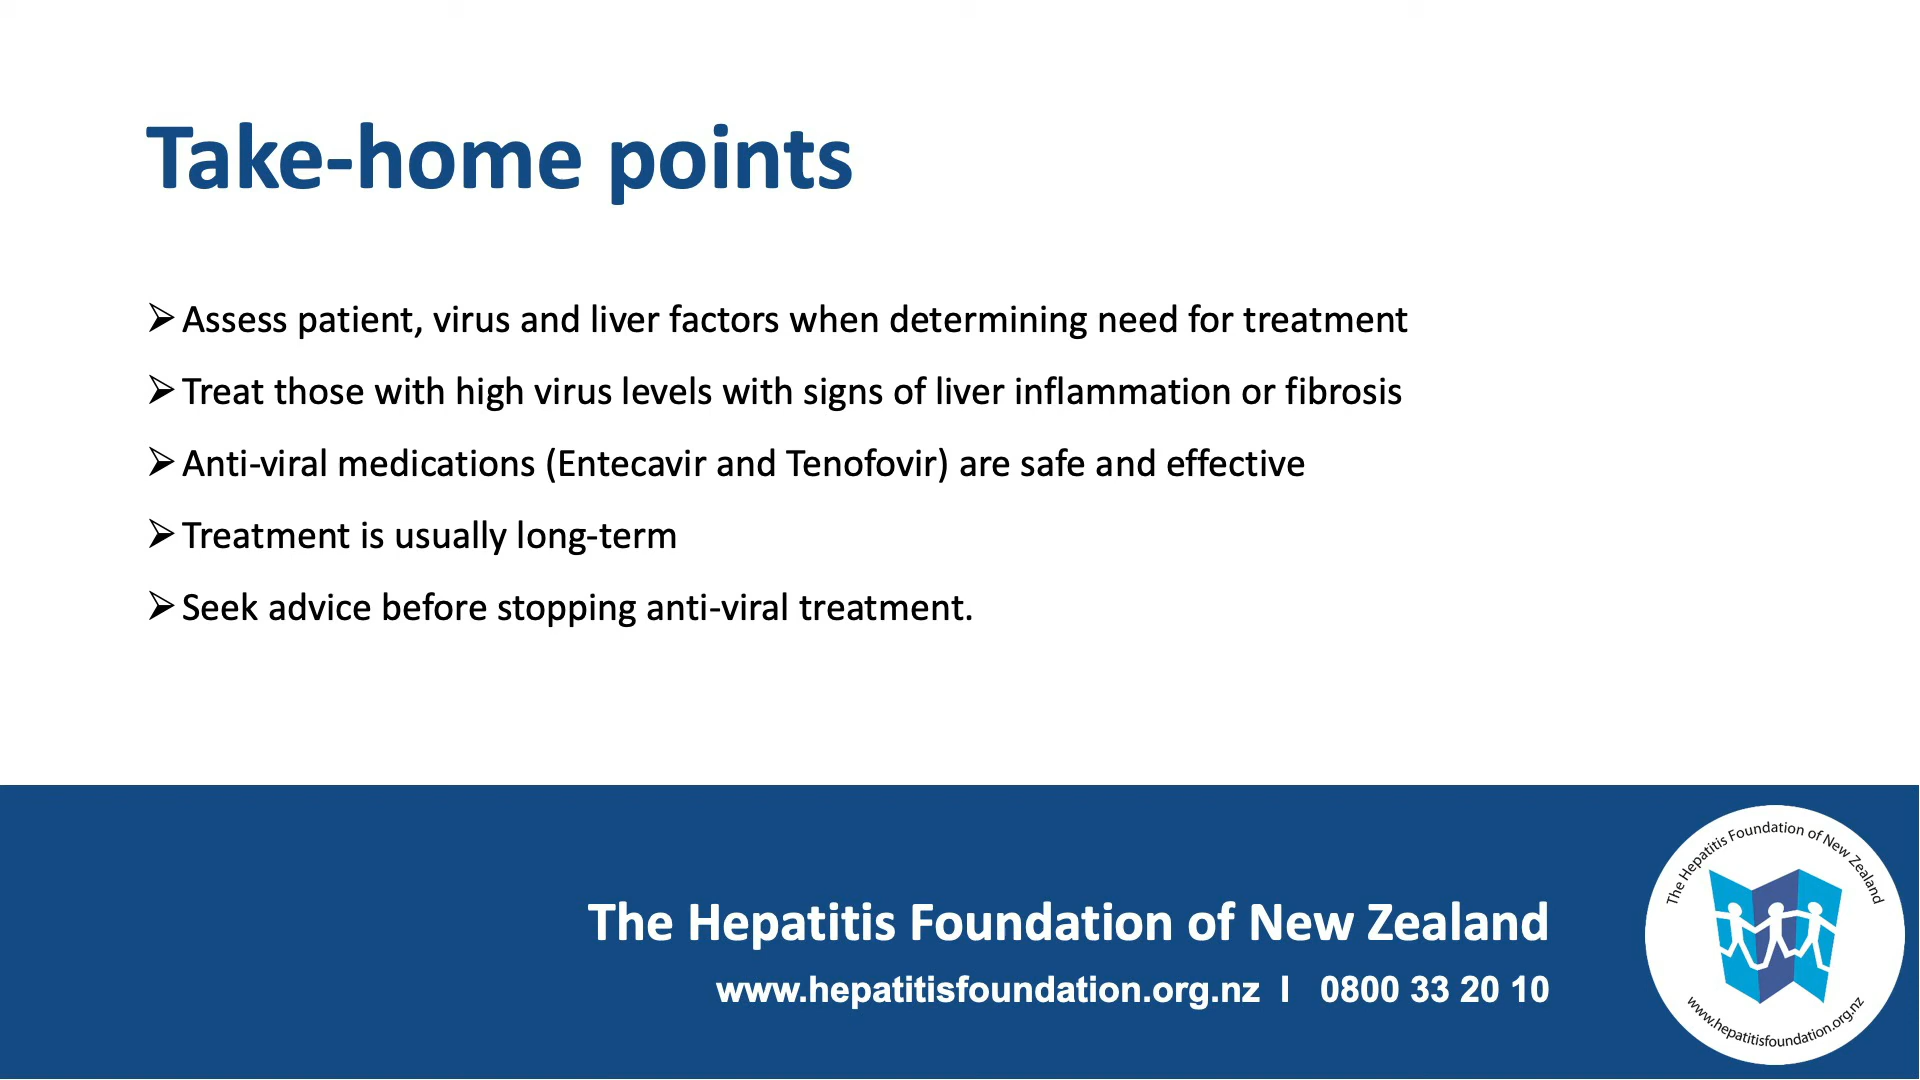 Take-home points
➢ Assess patient, virus and liver factors when determining need for treatment
➢ Treat those with high virus levels with signs of liver inflammation or fibrosis
➢ Anti-viral medications (Entecavir and Tenofovir) are safe and effective
➢ Treatment is usually long-term
➢ Seek advice before stopping anti-viral treatment.
The Hepatitis Foundation of New Zealand
www.hepatitisfoundation.org.nz I 0800 33 20 10
The Hepatitis Foundation of New Zealand
www.hepatitisfoundation.org.nz